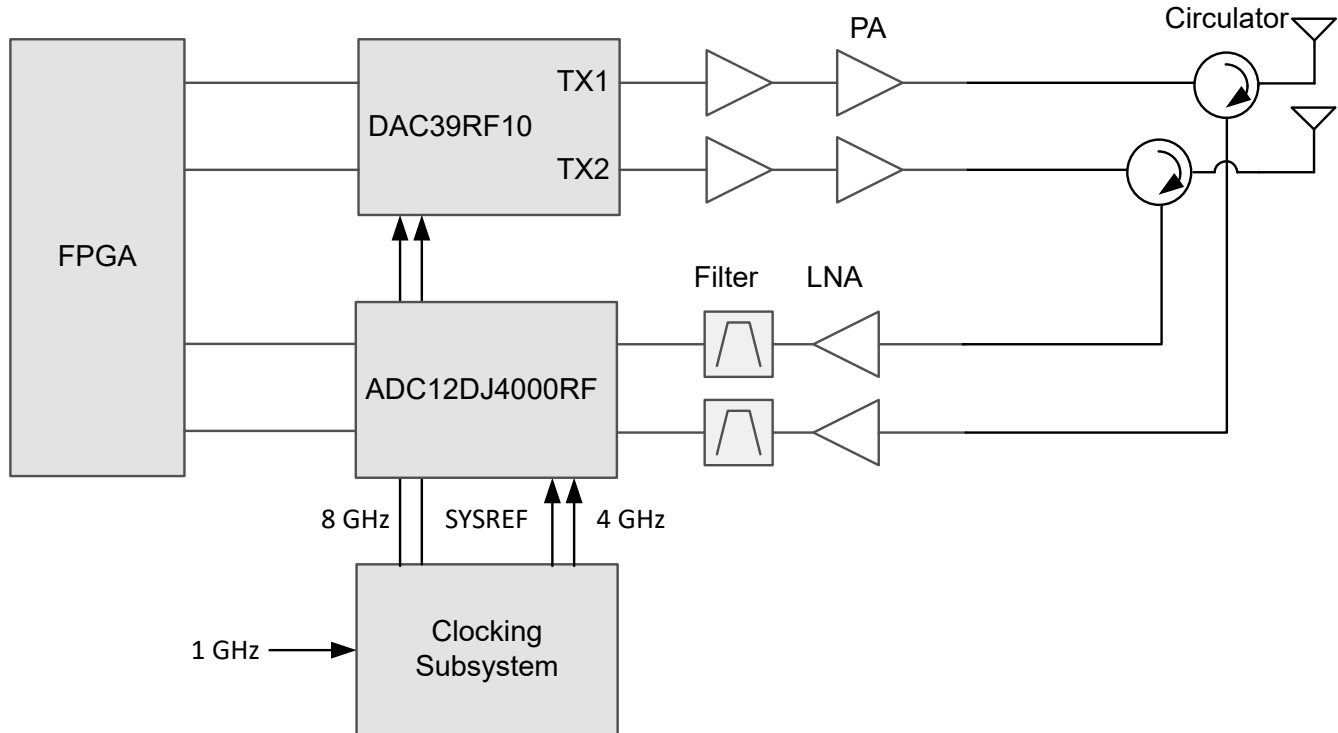 Circulator
PA
TX1
DAC39RF10
TX2
FPGA
Filter
LNA
ADC12DJ4000RF
8 GHz
SYSREF
4 GHz
Clocking
Subsystem
1 GHz